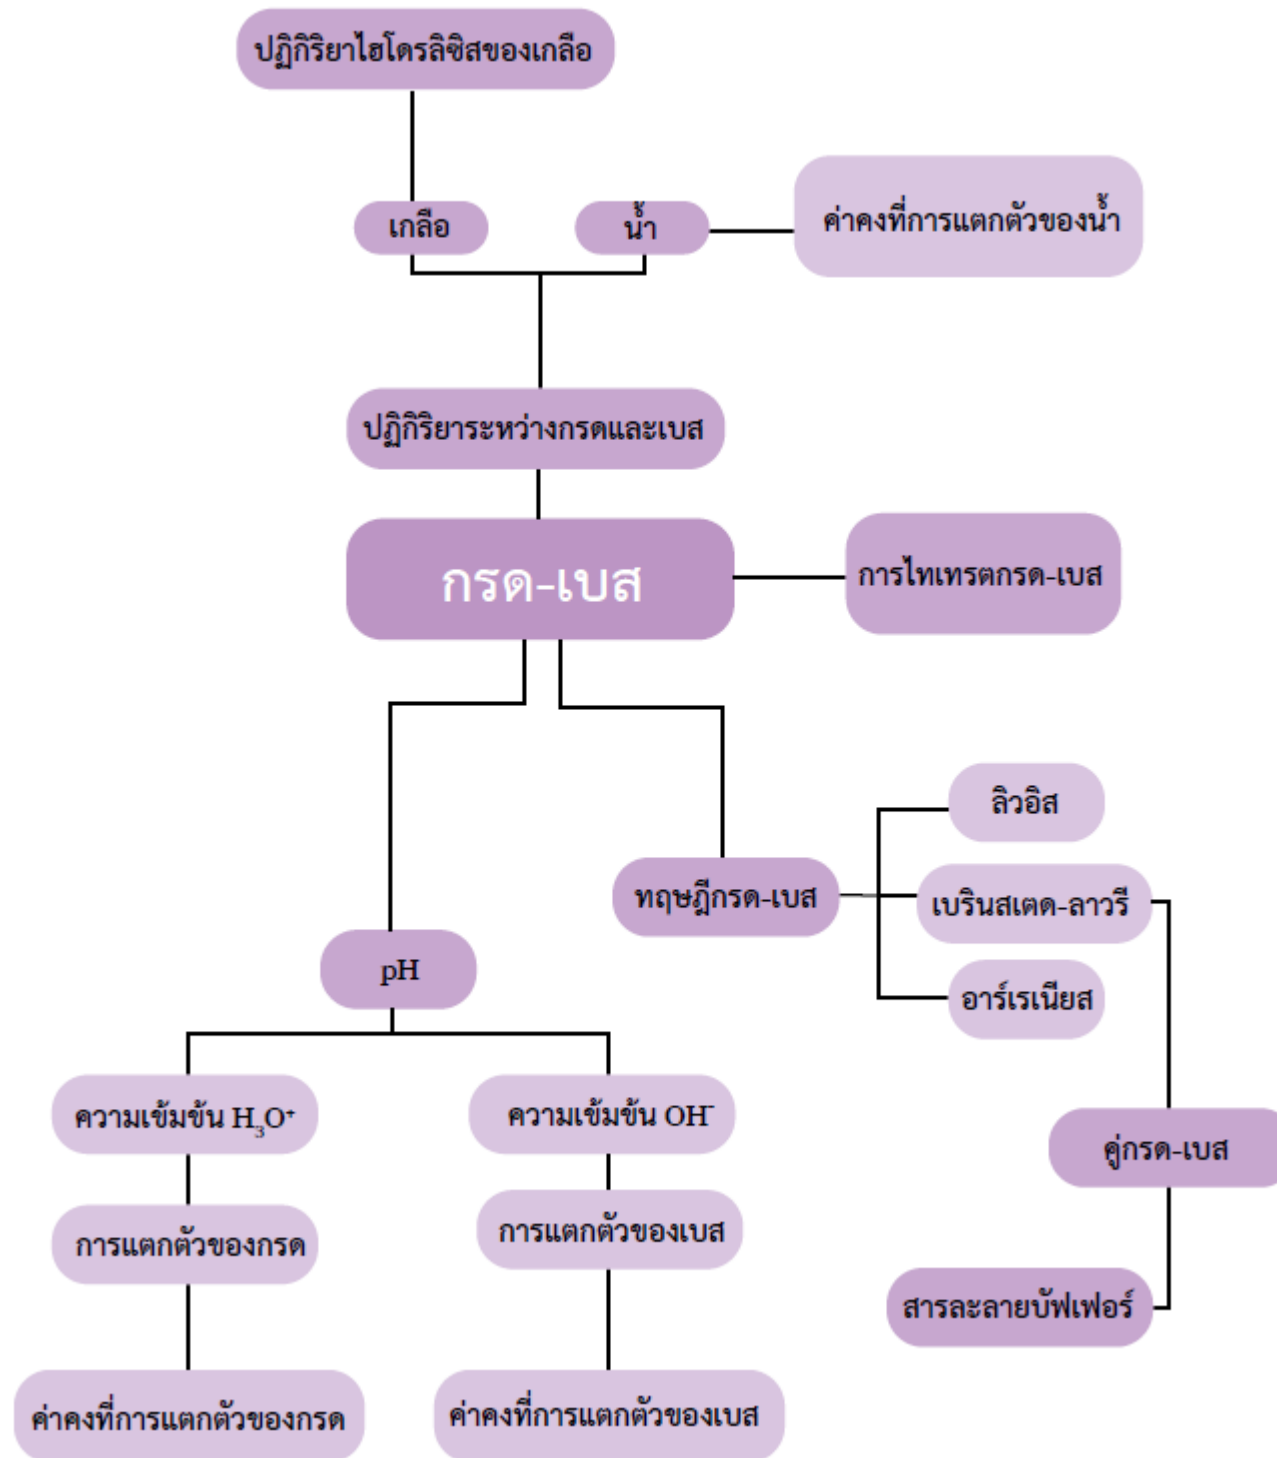 ปฏิกิริยาไฮโดรลิซิสของเกลือ
เกลือ
น้ำ
ค่าคงที่การแตกตัวของน้ำ
ปฏิกิริยาระหว่างกรดและเบส
กรด-เบส
การไทเทรตกรด-เบส
ลิวอิส
ทฤษฎีกรด-เบส
เบรินสเตด-ลาวรี
อาร์เรเนียส
pH
ความเข้มข้น H₃O⁺
ความเข้มข้น OH⁻
คู่กรด-เบส
การแตกตัวของกรด
การแตกตัวของเบส
สารละลายบัฟเฟอร์
ค่าคงที่การแตกตัวของกรด
ค่าคงที่การแตกตัวของเบส